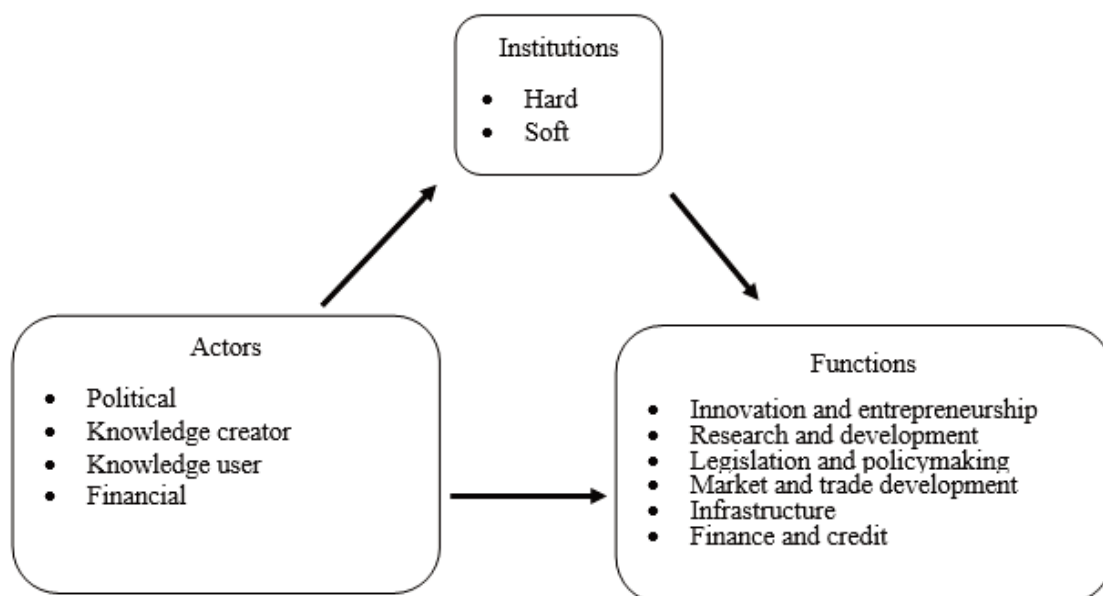 Institutions
• Hard
• Soft
Actors
• Political
• Knowledge creator
• Knowledge user
• Financial
Functions
• Innovation and entrepreneurship
• Research and development
• Legislation and policymaking
• Market and trade development
• Infrastructure
• Finance and credit